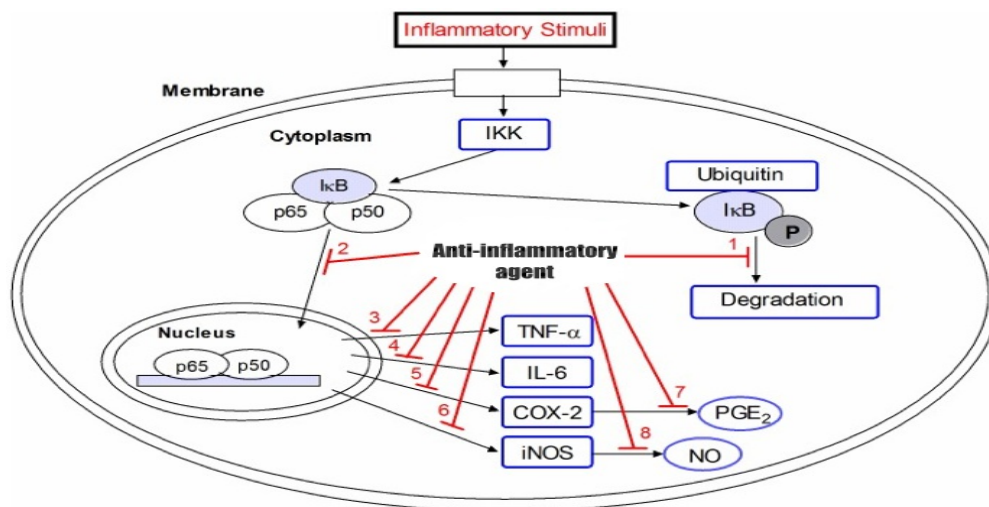 Inflammatory Stimuli
Membrane
Cytoplasm
IKK
IκB
p65
p50
Ubiquitin
IκB
P
2
Anti-inflammatory
agent
1
Degradation
3
Nucleus
p65
p50
TNF-α
4
IL-6
5
COX-2
7
PGE₂
6
iNOS
8
NO